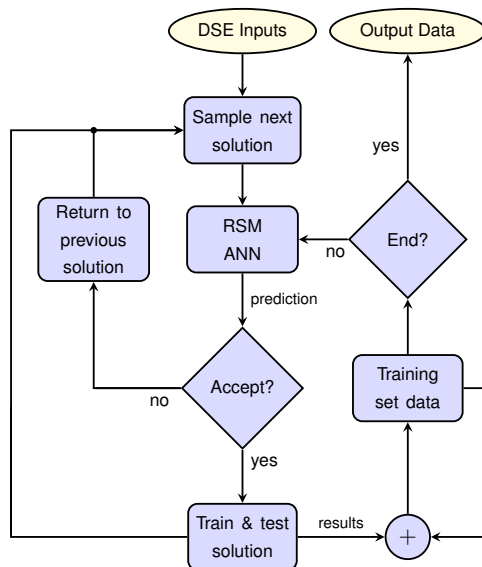 DSE Inputs
Output Data
Sample next
solution
yes
Return to
previous
solution
RSM
ANN
no
End?
prediction
Accept?
no
Training
set data
yes
Train & test
solution
results
+